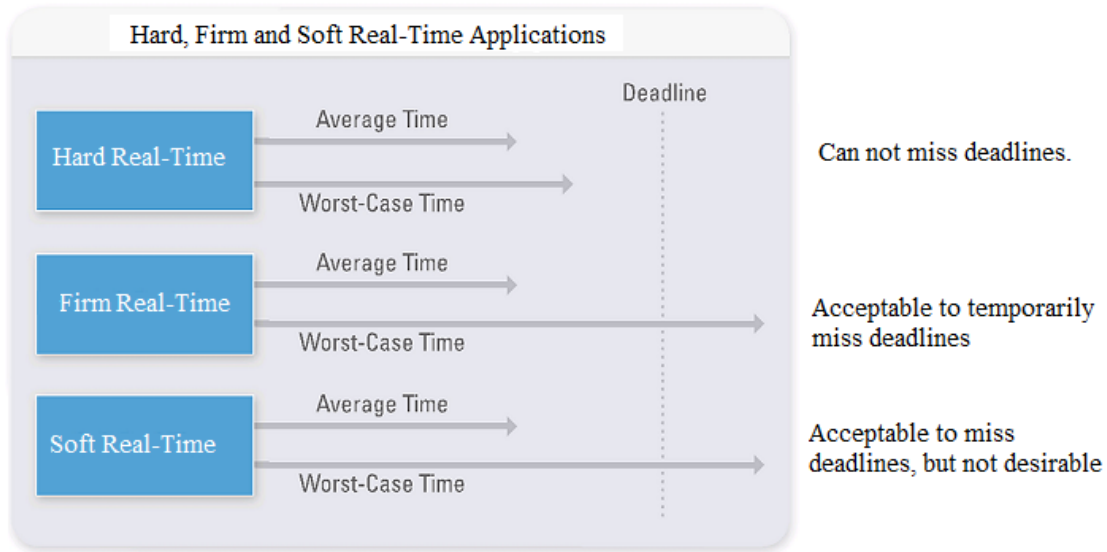 Hard, Firm and Soft Real-Time Applications
Deadline
Hard Real-Time
Average Time
Worst-Case Time
Can not miss deadlines.
Firm Real-Time
Average Time
Worst-Case Time
Acceptable to temporarily
miss deadlines
Soft Real-Time
Average Time
Worst-Case Time
Acceptable to miss
deadlines, but not desirable